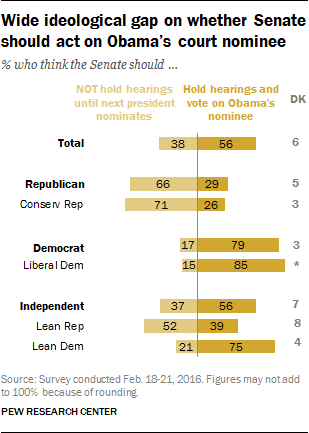 Wide ideological gap on whether Senate
should act on Obama's court nominee
% who think the Senate should ...
NOT hold hearings
until next president
nominates
Hold hearings and
vote on Obama's
nominee
DK
Total 38 56 6
Republican 66 29 5
Conserv Rep 71 26 3
Democrat 17 79 3
Liberal Dem 15 85 *
Independent 37 56 7
Lean Rep 52 39 8
Lean Dem 21 75 4
Source: Survey conducted Feb. 18-21, 2016. Figures may not add
to 100% because of rounding.
PEW RESEARCH CENTER